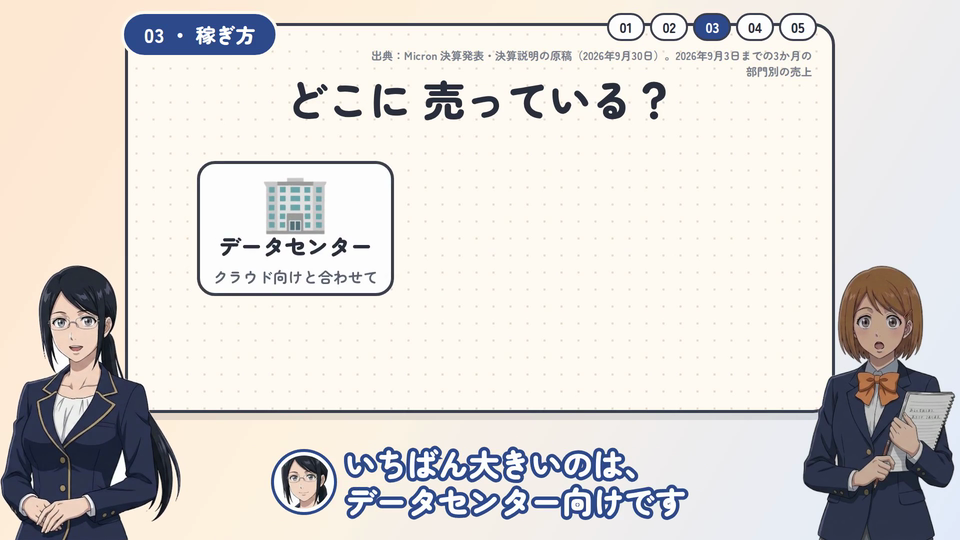 03 ・ 稼ぎ方
01 02 03 04 05
出典：Micron 決算発表・決算説明の原稿（2026年9月30日）。2026年9月3日までの3か月の
部門別の売上
どこに 売っている？
データセンター
クラウド向けと合わせて
いちばん大きいのは、
データセンター向けです